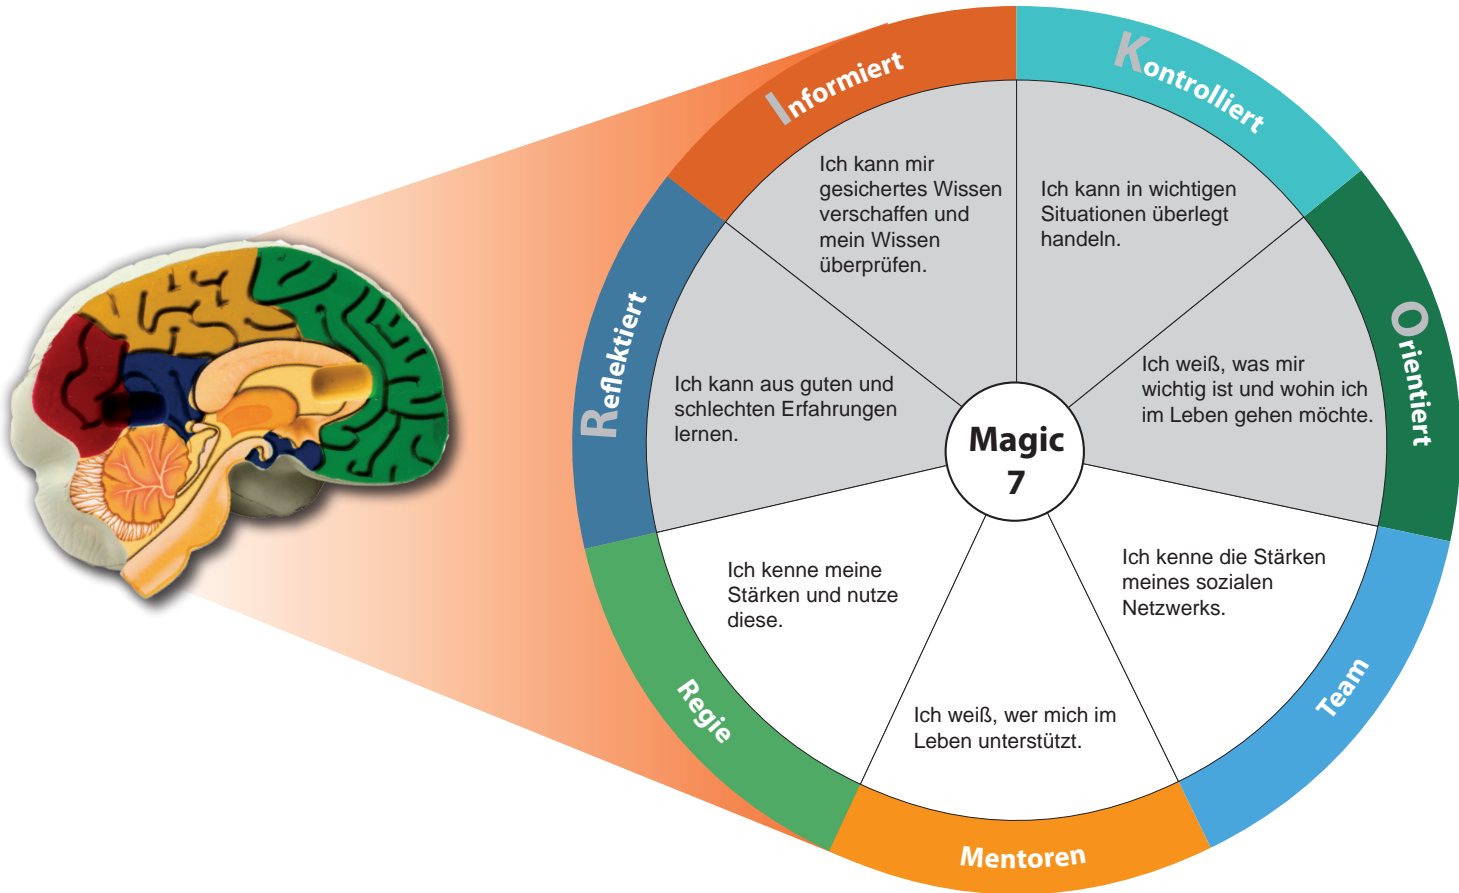 Informiert
Ich kann mir
gesichertes Wissen
verschaffen und
mein Wissen
überprüfen.
Kontrolliert
Ich kann in wichtigen
Situationen überlegt
handeln.
Orientiert
Ich weiß, was mir
wichtig ist und wohin ich
im Leben gehen möchte.
Team
Ich kenne die Stärken
meines sozialen
Netzwerks.
Mentoren
Ich weiß, wer mich im
Leben unterstützt.
Regie
Ich kenne meine
Stärken und nutze
diese.
Reflektiert
Ich kann aus guten und
schlechten Erfahrungen
lernen.
Magic
7